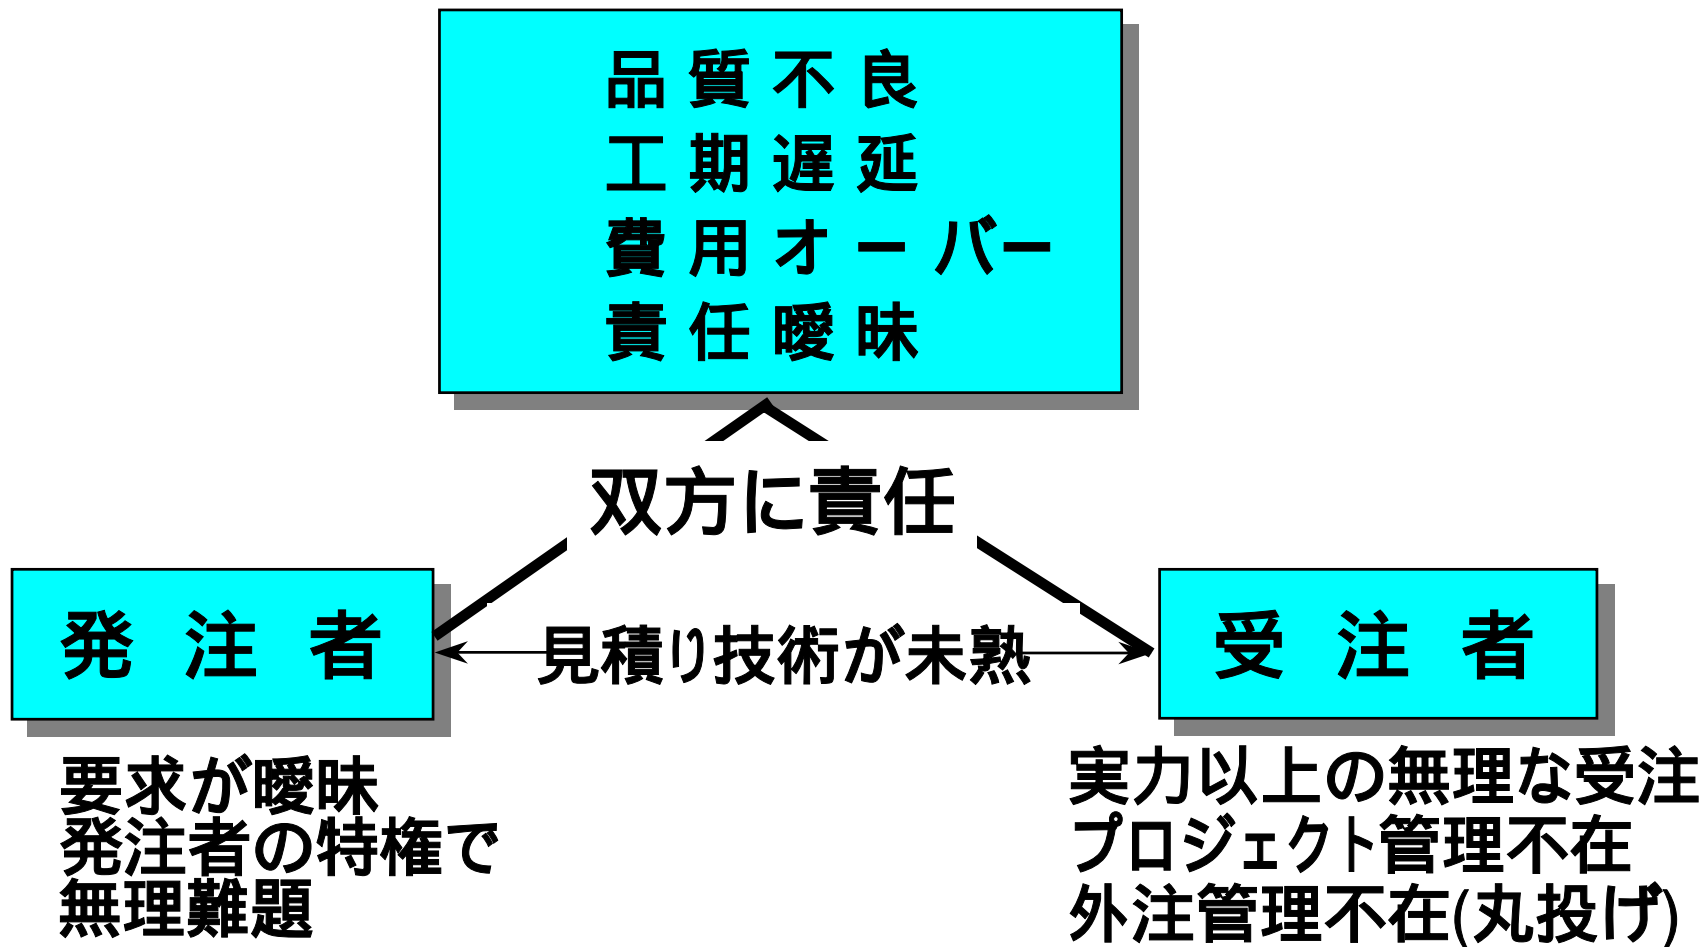 品質不良
工期遅延
費用オーバー
責任曖昧
双方に責任
発注者
見積り技術が未熟
受注者
要求が曖昧
発注者の特権で
無理難題
実力以上の無理な受注
プロジェクト管理不在
外注管理不在(丸投げ)